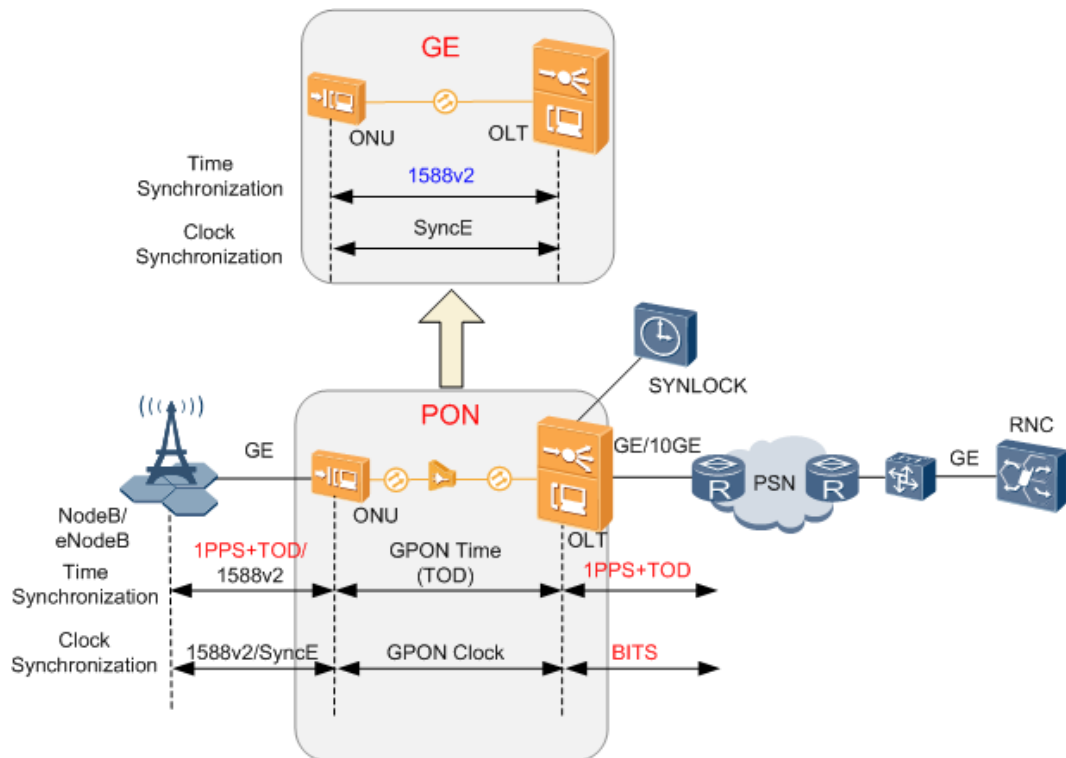 GE
ONU
OLT
Time
Synchronization
1588v2
Clock
Synchronization
SyncE
SYNLOCK
PON
RNC
GE
GE/10GE
GE
PSN
R
R
ONU
OLT
NodeB/
eNodeB
Time
Synchronization
1PPS+TOD/
1588v2
GPON Time
(TOD)
1PPS+TOD
Clock
Synchronization
1588v2/SyncE
GPON Clock
BITS